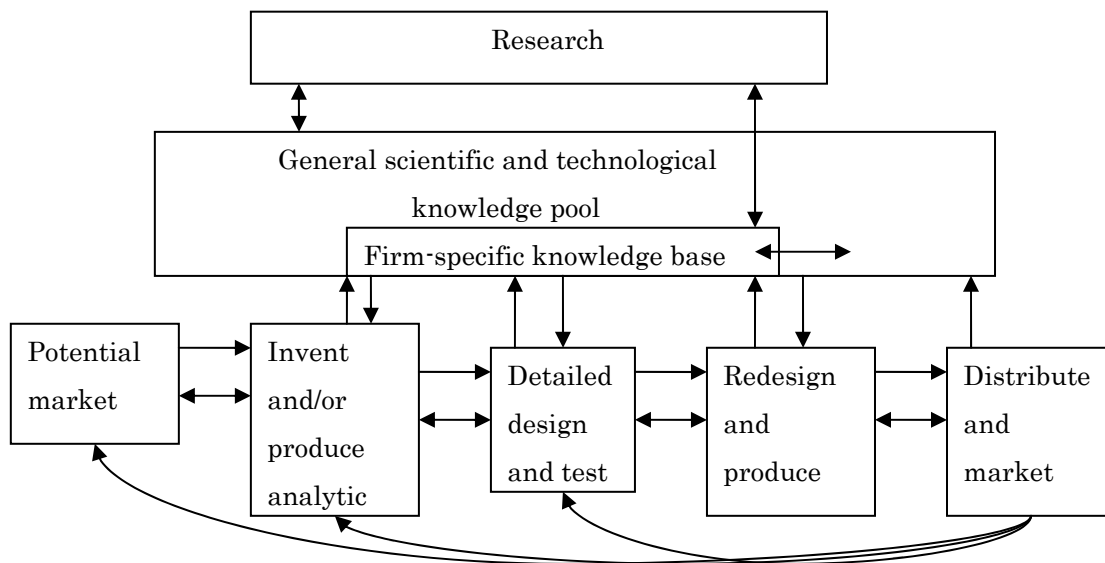 Research
General scientific and technological
knowledge pool
Firm-specific knowledge base
Potential
market
Invent
and/or
produce
analytic
Detailed
design
and test
Redesign
and
produce
Distribute
and
market